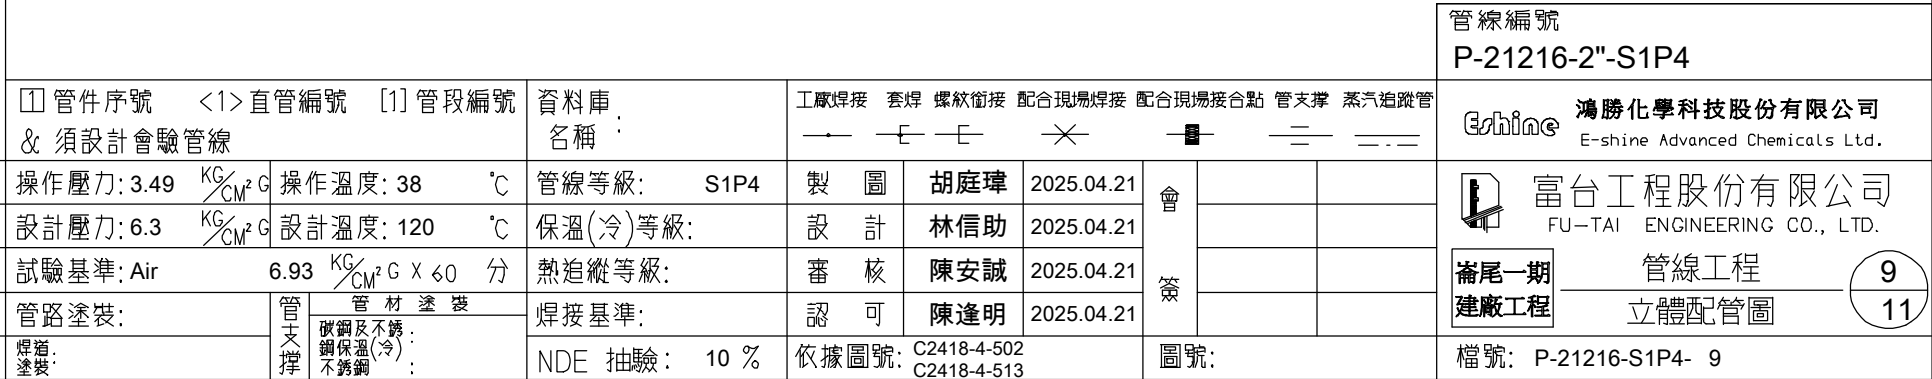 管線編號
P-21216-2"-S1P4
1 管件序號 <1>直管編號 [1]管段編號
& 須設計會驗管線
資料庫
名稱 :
工廠焊接 套焊 螺紋銜接 配合現場焊接 配合現場接合點 管支撐 蒸汽追蹤管
Eshine 鴻勝化學科技股份有限公司
E-shine Advanced Chemicals Ltd.
操作壓力: 3.49 KG/CM² G 操作溫度: 38 °C 管線等級: S1P4 製圖 胡庭瑋 2025.04.21
設計壓力: 6.3 KG/CM² G 設計溫度: 120 °C 保溫(冷)等級: 設計 林信助 2025.04.21
試驗基準: Air 6.93 KG/CM² G X 60 分 熱追縱等級: 審核 陳安誠 2025.04.21
會簽
管路塗裝: 管支撐 管材塗裝 焊接基準: 認可 陳逢明 2025.04.21
碳鋼及不銹鋼保溫(冷) :
不銹鋼 :
焊道塗裝:
NDE 抽驗: 10 % 依據圖號: C2418-4-502
C2418-4-513
圖號:
富台工程股份有限公司
FU-TAI ENGINEERING CO., LTD.
崙尾一期
建廠工程
管線工程
立體配管圖
9
11
檔號: P-21216-S1P4- 9